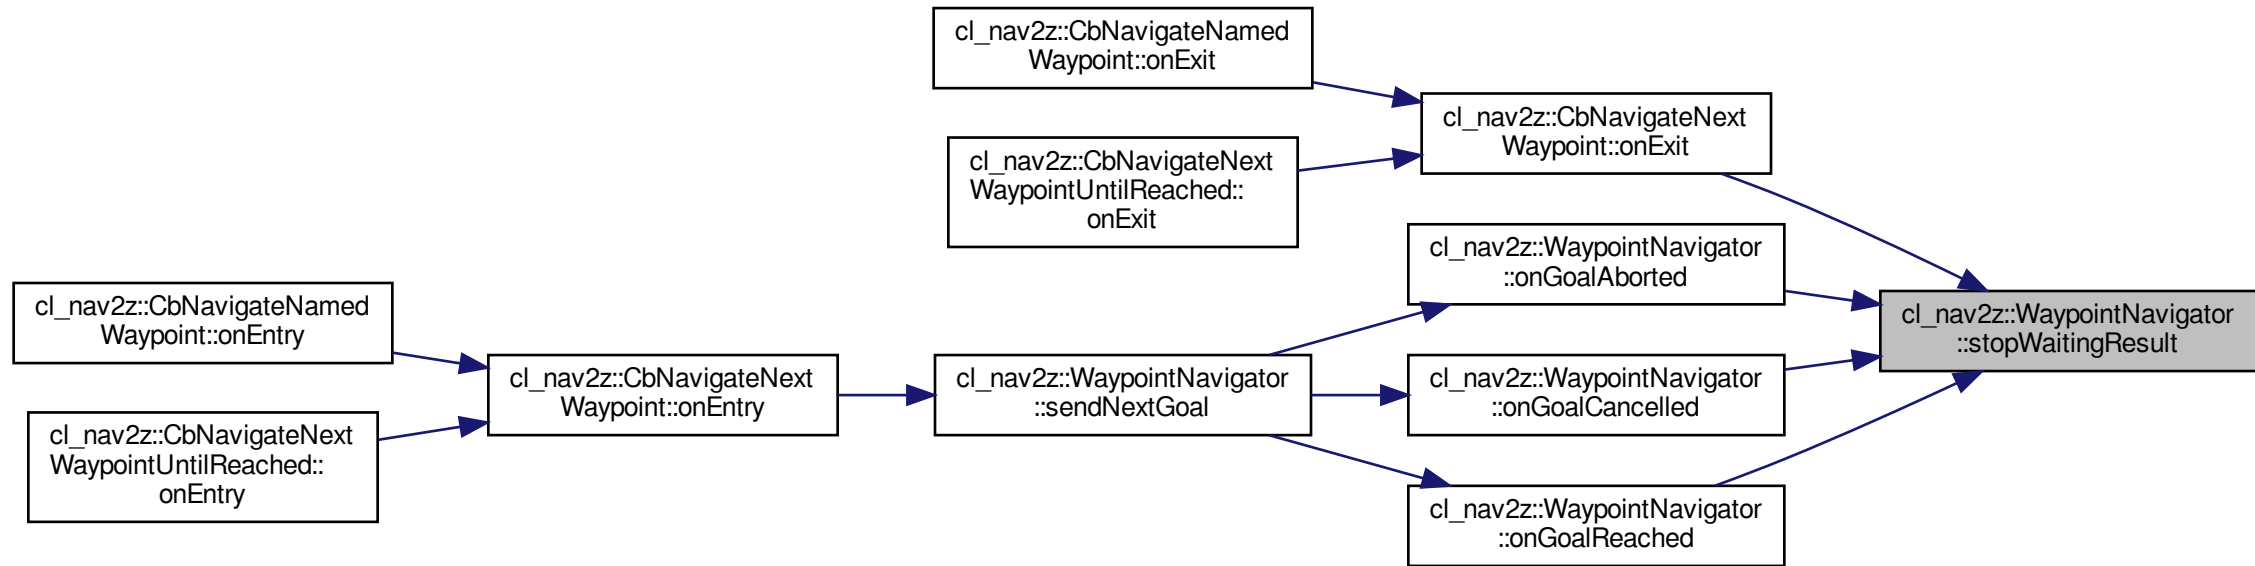 cl_nav2z::CbNavigateNamed
Waypoint::onExit
cl_nav2z::CbNavigateNext
WaypointUntilReached::
onExit
cl_nav2z::CbNavigateNext
Waypoint::onExit
cl_nav2z::WaypointNavigator
::onGoalAborted
cl_nav2z::CbNavigateNamed
Waypoint::onEntry
cl_nav2z::CbNavigateNext
WaypointUntilReached::
onEntry
cl_nav2z::CbNavigateNext
Waypoint::onEntry
cl_nav2z::WaypointNavigator
::sendNextGoal
cl_nav2z::WaypointNavigator
::onGoalCancelled
cl_nav2z::WaypointNavigator
::onGoalReached
cl_nav2z::WaypointNavigator
::stopWaitingResult